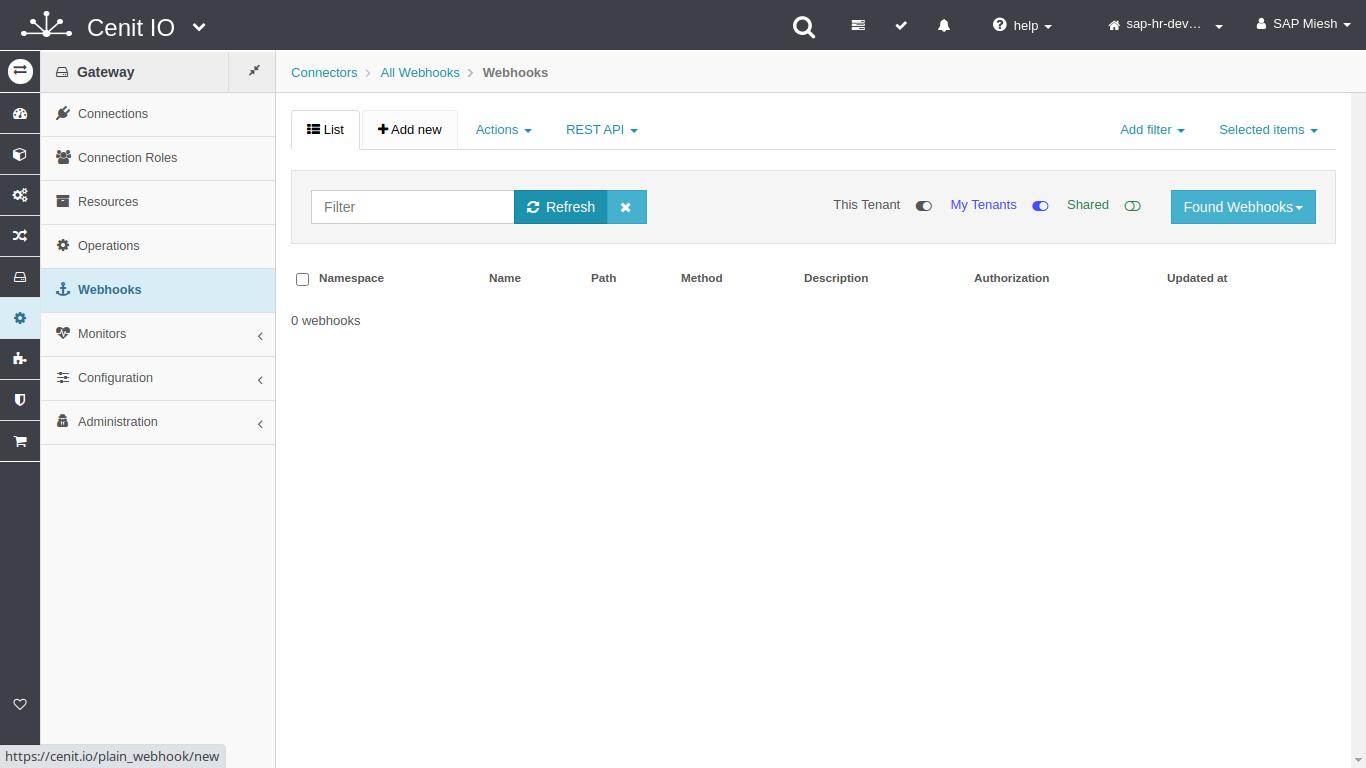 Cenit IO
help
sap-hr-dev…
SAP Miesh
Gateway
Connectors
All Webhooks
Webhooks
Connections
Connection Roles
Resources
Operations
Webhooks
Monitors
Configuration
Administration
List
Add new
Actions
REST API
Add filter
Selected items
Filter
Refresh
This Tenant
My Tenants
Shared
Found Webhooks
Namespace
Name
Path
Method
Description
Authorization
Updated at
0 webhooks
https://cenit.io/plain_webhook/new